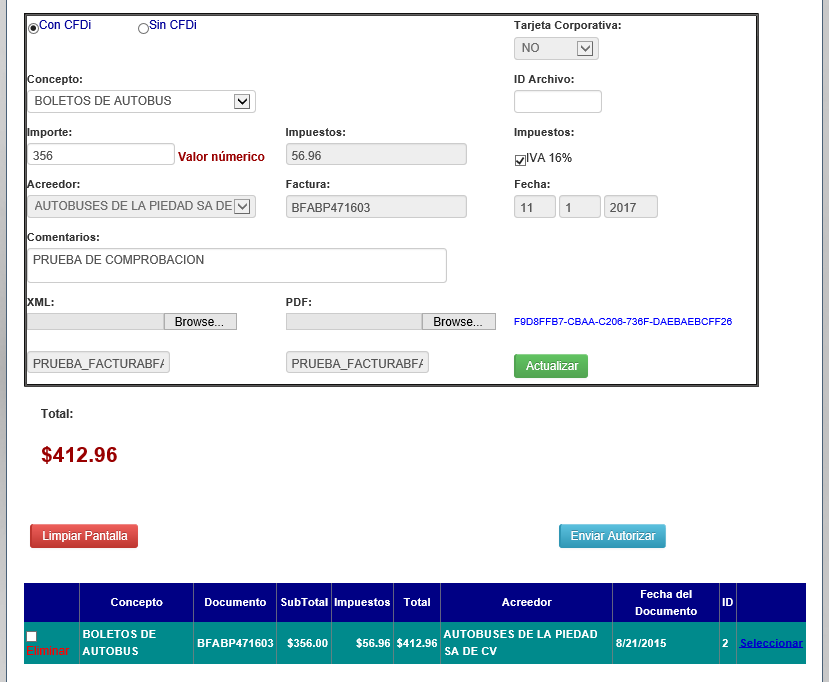 Con CFDi Sin CFDi Tarjeta Corporativa:
NO
Concepto: ID Archivo:
BOLETOS DE AUTOBUS
Importe: Impuestos: Impuestos:
356 Valor númerico 56.96 IVA 16%
Acreedor: Factura: Fecha:
AUTOBUSES DE LA PIEDAD SA DE BFABP471603 11 1 2017
Comentarios:
PRUEBA DE COMPROBACION
XML: PDF:
Browse... Browse... F9D8FFB7-CBAA-C206-736F-DAEBAEBCFF26
PRUEBA_FACTURABFA PRUEBA_FACTURABFA Actualizar
Total:
$412.96
Limpiar Pantalla Enviar Autorizar
Concepto Documento SubTotal Impuestos Total Acreedor Fecha del Documento ID
Eliminar BOLETOS DE AUTOBUS BFABP471603 $356.00 $56.96 $412.96 AUTOBUSES DE LA PIEDAD SA DE CV 8/21/2015 2 Seleccionar